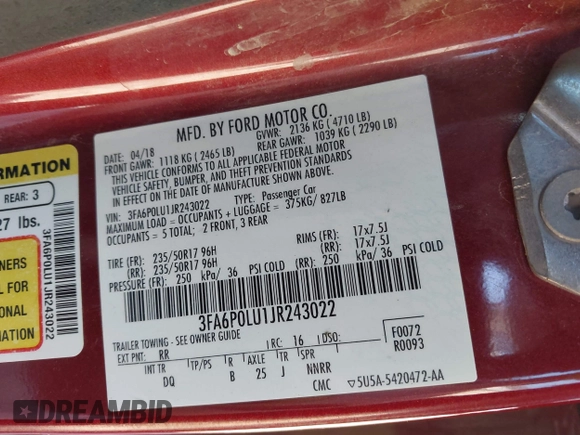 MFD. BY FORD MOTOR CO.
04/18
GVWR: 2136 KG ( 4710 LB)
FRONT GAWR: 1118 KG ( 2465 LB)
REAR GAWR: 1039 KG ( 2290 LB)
THIS VEHICLE CONFORMS TO ALL APPLICABLE FEDERAL MOTOR
VEHICLE SAFETY, BUMPER, AND THEFT PREVENTION STANDARDS
IN EFFECT ON THE DATE OF MANUFACTURE SHOWN ABOVE.
VIN: 3FA6P0LU1JR243022
TYPE: Passenger Car
MAXIMUM LOAD = OCCUPANTS + LUGGAGE = 375KG/ 827LB
OCCUPANTS = 5 TOTAL; 2 FRONT, 3 REAR
TIRE (FR): 235/50R17 96H
RIMS (FR): 17x7.5J
(RR): 235/50R17 96H
(RR): 17x7.5J
PRESSURE (FR): 250 kPa/ 36 PSI COLD
(RR): 250 kPa/ 36 PSI COLD
3FA6P0LU1JR243022
TRAILER TOWING - SEE OWNER GUIDE
EXT PNT: RR
RC: 16
DSO:
F0072
R0093
INT TR
TP/PS
R
AXLE
TR
SPR
DQ
B
25
J
NNRR
CMC
5U5A-5420472-AA
RMATION
REAR: 3
27 lbs.
NERS
L FOR
ONAL
MATION
3FA6P0LU1JR243022
DREAMBID